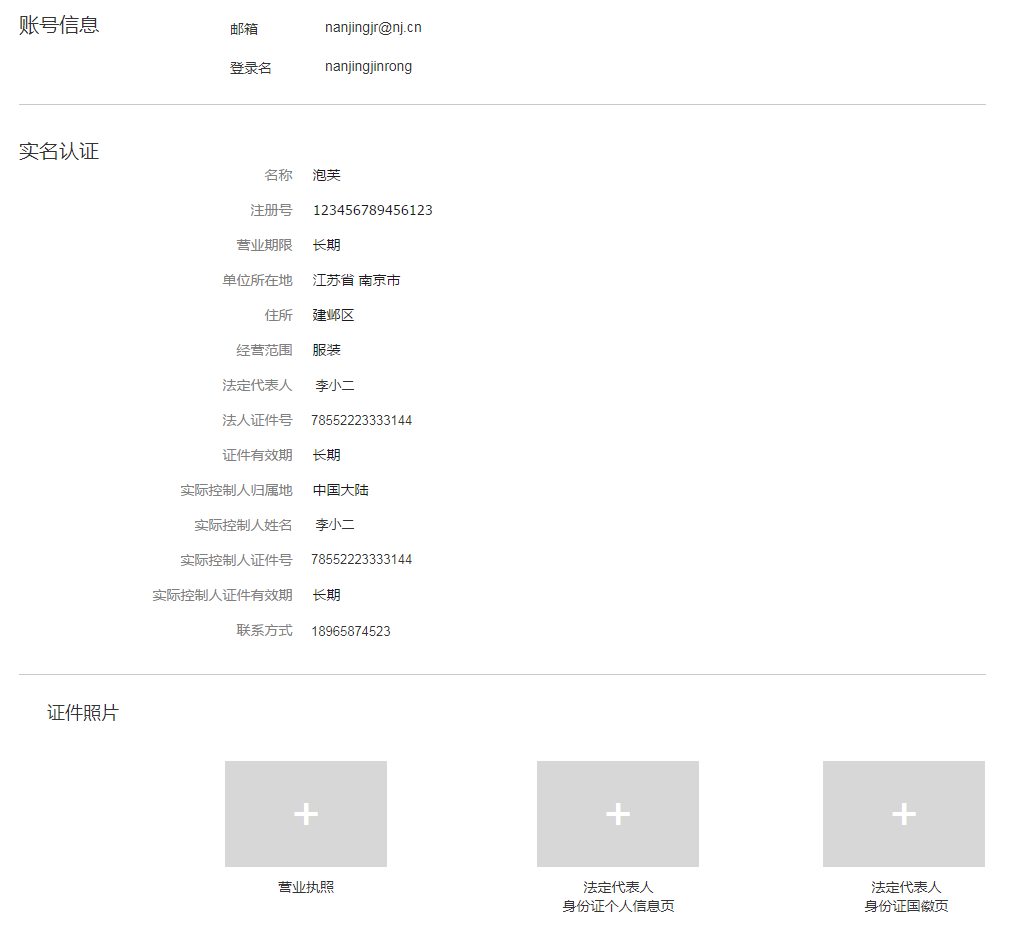 账号信息
邮箱 nanjingjr@nj.cn
登录名 nanjingjinrong
实名认证
名称 泡芙
注册号 123456789456123
营业期限 长期
单位所在地 江苏省 南京市
住所 建邺区
经营范围 服装
法定代表人 李小二
法人证件号 78552223333144
证件有效期 长期
实际控制人归属地 中国大陆
实际控制人姓名 李小二
实际控制人证件号 78552223333144
实际控制人证件有效期 长期
联系方式 18965874523
证件照片
营业执照
法定代表人
身份证个人信息页
法定代表人
身份证国徽页